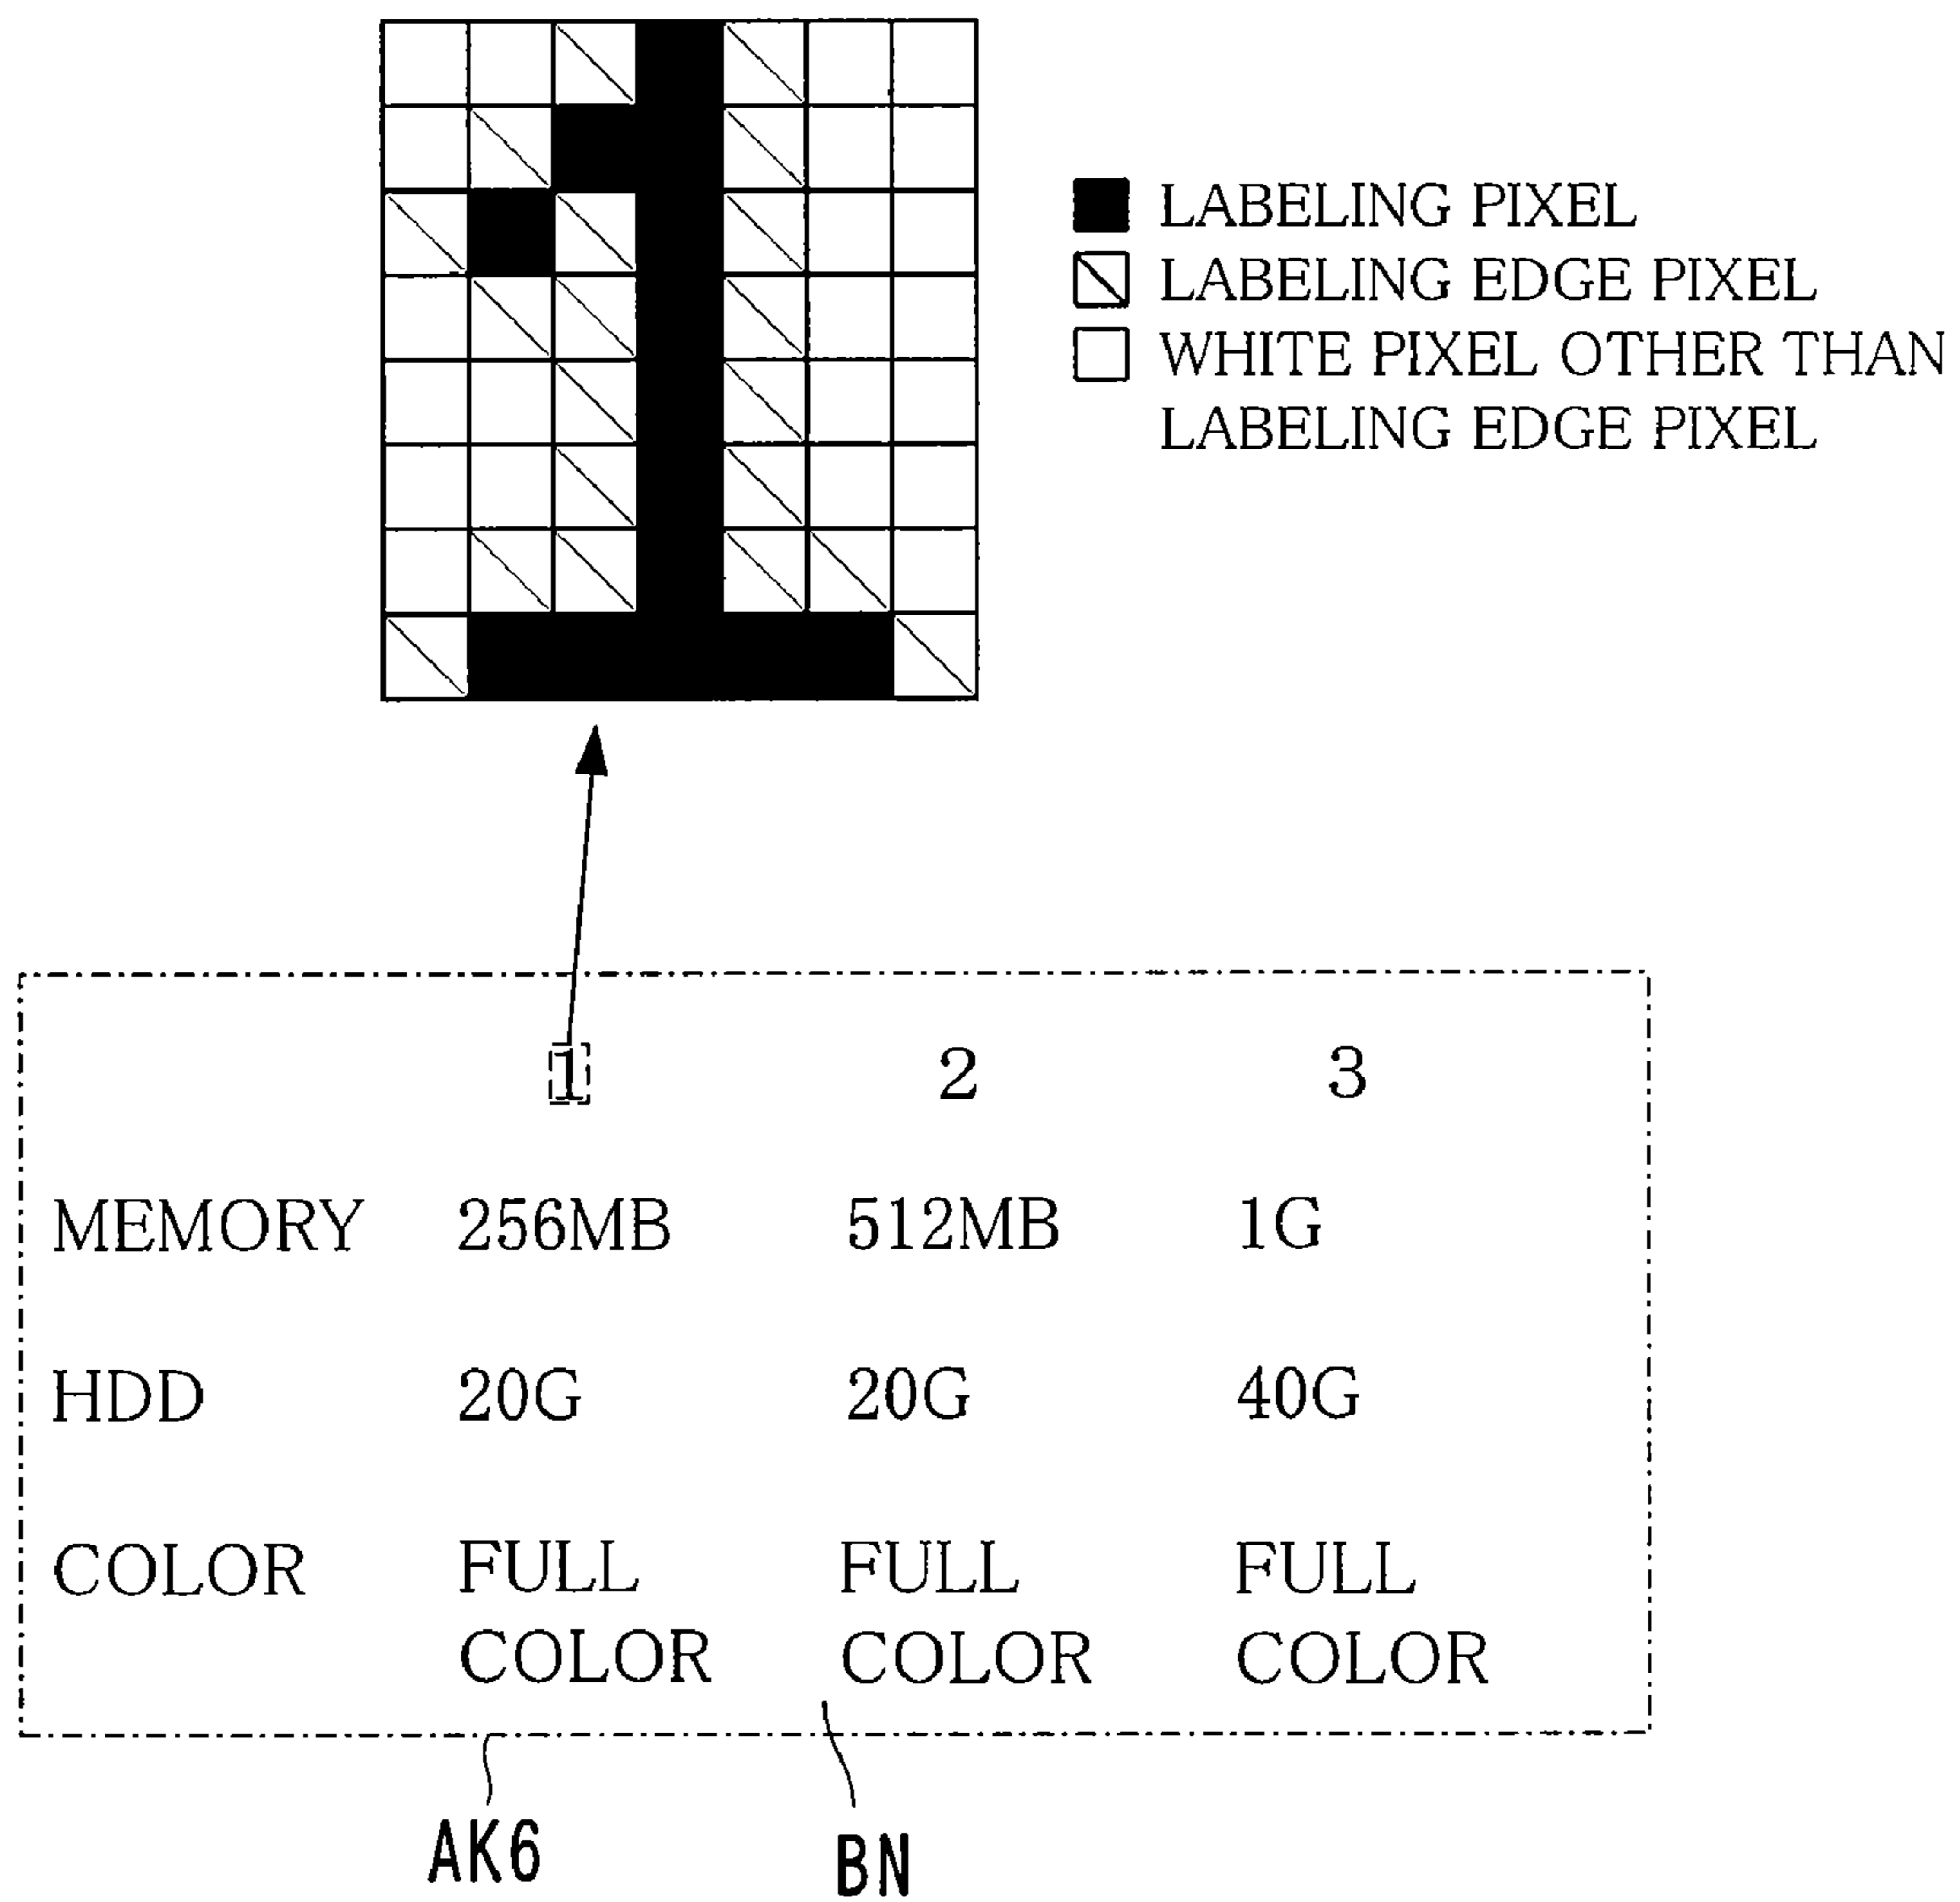 LABELING PIXEL
LABELING EDGE PIXEL
WHITE PIXEL OTHER THAN
LABELING EDGE PIXEL
1 2 3
MEMORY 256MB 512MB 1G
HDD 20G 20G 40G
COLOR FULL FULL FULL
COLOR COLOR COLOR
AK6 BN